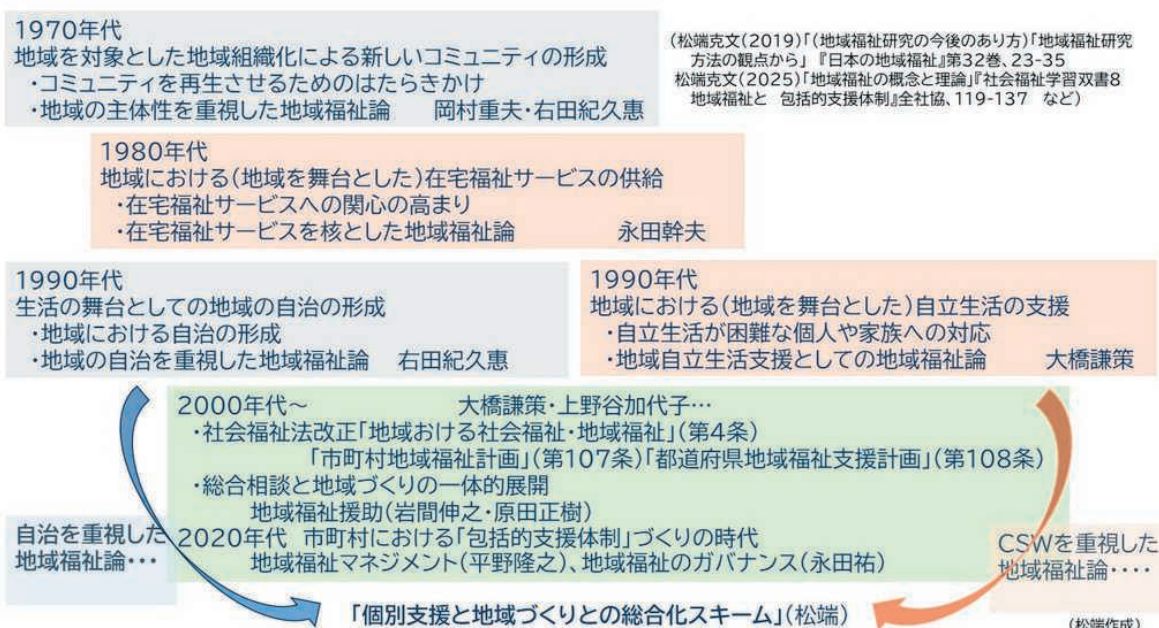 1970年代
地域を対象とした地域組織化による新しいコミュニティの形成
・コミュニティを再生させるためのはたらきかけ
・地域の主体性を重視した地域福祉論　岡村重夫・右田紀久惠
(松端克文(2019)「(地域福祉研究の今後のあり方)「地域福祉研究
方法の観点から」『日本の地域福祉』第32巻、23-35
松端克文(2025)「地域福祉の概念と理論」『社会福祉学習双書8
地域福祉と 包括的支援体制』全社協、119-137 など)
1980年代
地域における(地域を舞台とした)在宅福祉サービスの供給
・在宅福祉サービスへの関心の高まり
・在宅福祉サービスを核とした地域福祉論　永田幹夫
1990年代
生活の舞台としての地域の自治の形成
・地域における自治の形成
・地域の自治を重視した地域福祉論　右田紀久惠
1990年代
地域における(地域を舞台とした)自立生活の支援
・自立生活が困難な個人や家族への対応
・地域自立生活支援としての地域福祉論　大橋謙策
2000年代～　大橋謙策・上野谷加代子…
・社会福祉法改正「地域おける社会福祉・地域福祉」(第4条)
「市町村地域福祉計画」(第107条)「都道府県地域福祉支援計画」(第108条)
・総合相談と地域づくりの一体的展開
地域福祉援助(岩間伸之・原田正樹)
2020年代 市町村における「包括的支援体制」づくりの時代
地域福祉マネジメント(平野隆之)、地域福祉のガバナンス(永田祐)
自治を重視した
地域福祉論・・・
CSWを重視した
地域福祉論・・・・
「個別支援と地域づくりとの総合化スキーム」(松端)
(松端作成)